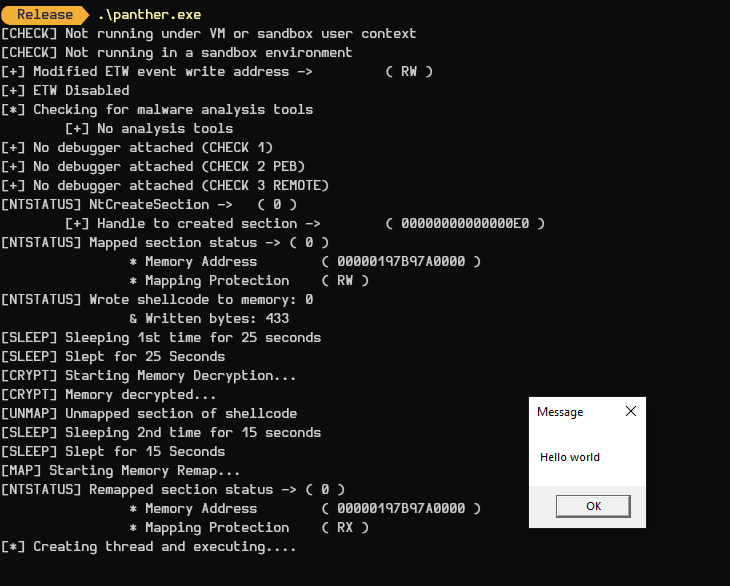 Release .\panther.exe
[CHECK] Not running under VM or sandbox user context
[CHECK] Not running in a sandbox environment
[+] Modified ETW event write address -> ( RW )
[+] ETW Disabled
[*] Checking for malware analysis tools
[+] No analysis tools
[+] No debugger attached (CHECK 1)
[+] No debugger attached (CHECK 2 PEB)
[+] No debugger attached (CHECK 3 REMOTE)
[NTSTATUS] NtCreateSection -> ( 0 )
[+] Handle to created section -> ( 00000000000000E0 )
[NTSTATUS] Mapped section status -> ( 0 )
* Memory Address ( 00000197B97A0000 )
* Mapping Protection ( RW )
[NTSTATUS] Wrote shellcode to memory: 0
& Written bytes: 433
[SLEEP] Sleeping 1st time for 25 seconds
[SLEEP] Slept for 25 Seconds
[CRYPT] Starting Memory Decryption...
[CRYPT] Memory decrypted...
[UNMAP] Unmapped section of shellcode
[SLEEP] Sleeping 2nd time for 15 seconds
[SLEEP] Slept for 15 Seconds
[MAP] Starting Memory Remap...
[NTSTATUS] Remapped section status -> ( 0 )
* Memory Address ( 00000197B97A0000 )
* Mapping Protection ( RX )
[*] Creating thread and executing....
Message
Hello world
OK